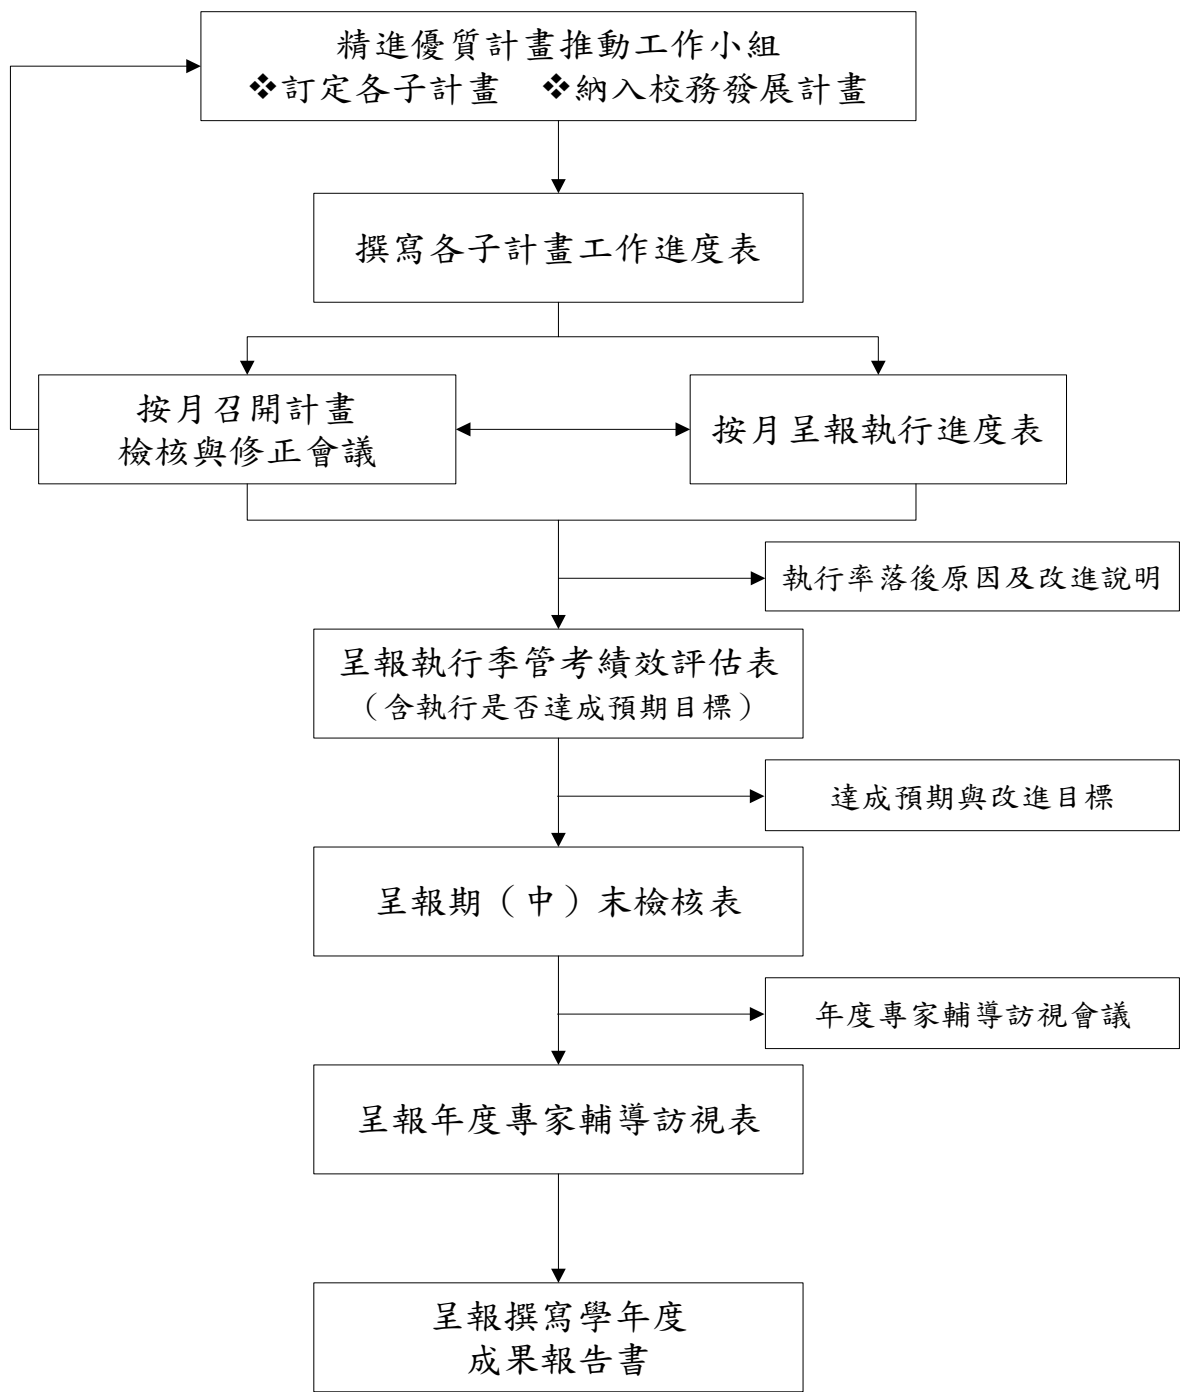 精進優質計畫推動工作小組
❖訂定各子計畫 ❖納入校務發展計畫
撰寫各子計畫工作進度表
按月召開計畫
檢核與修正會議
按月呈報執行進度表
執行率落後原因及改進說明
呈報執行季管考績效評估表
（含執行是否達成預期目標）
達成預期與改進目標
呈報期（中）末檢核表
年度專家輔導訪視會議
呈報年度專家輔導訪視表
呈報撰寫學年度
成果報告書